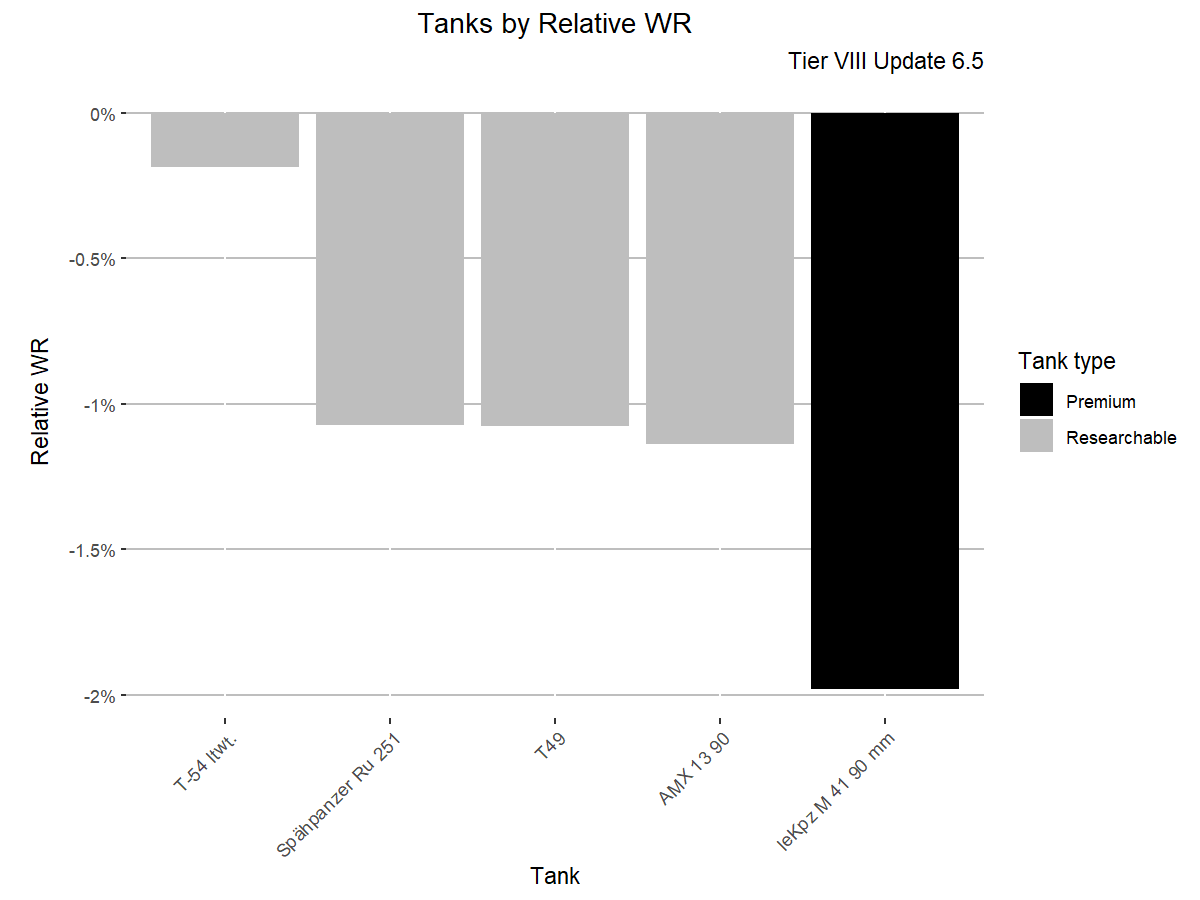 Tanks by Relative WR
Tier VIII Update 6.5
0%
-0.5%
-1%
-1.5%
-2%
Relative WR
T-54 ltwt.
Spähpanzer Ru 251
T49
AMX 13 90
leKpz M 41 90 mm
Tank
Tank type
Premium
Researchable